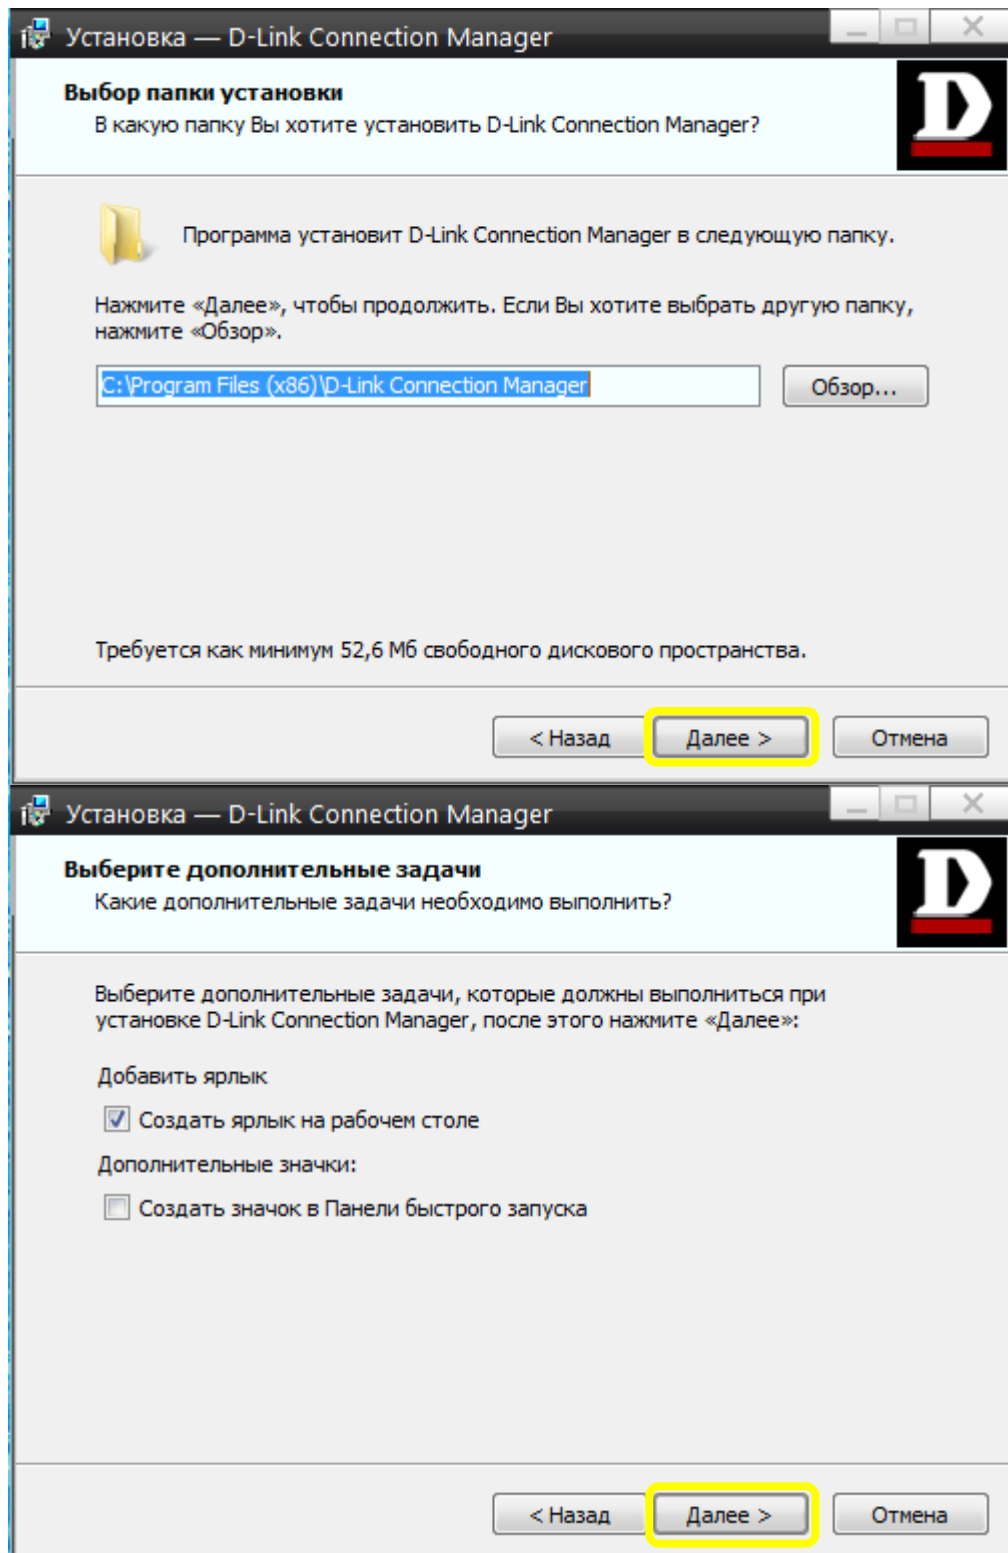 Установка — D-Link Connection Manager
Выбор папки установки
В какую папку Вы хотите установить D-Link Connection Manager?
D
Программа установит D-Link Connection Manager в следующую папку.
Нажмите «Далее», чтобы продолжить. Если Вы хотите выбрать другую папку,
нажмите «Обзор».
C:\Program Files (x86)\D-Link Connection Manager
Обзор...
Требуется как минимум 52,6 Мб свободного дискового пространства.
< Назад
Далее >
Отмена
Установка — D-Link Connection Manager
Выберите дополнительные задачи
Какие дополнительные задачи необходимо выполнить?
D
Выберите дополнительные задачи, которые должны выполниться при
установке D-Link Connection Manager, после этого нажмите «Далее»:
Добавить ярлык
Создать ярлык на рабочем столе
Дополнительные значки:
Создать значок в Панели быстрого запуска
< Назад
Далее >
Отмена